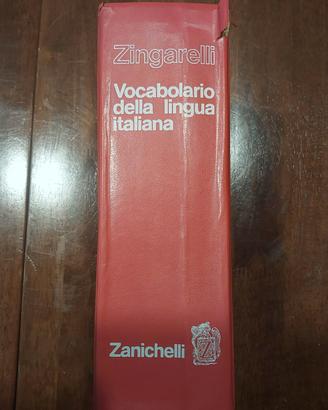 Zingarelli
Vocabolario
della lingua
italiana
Zanichelli